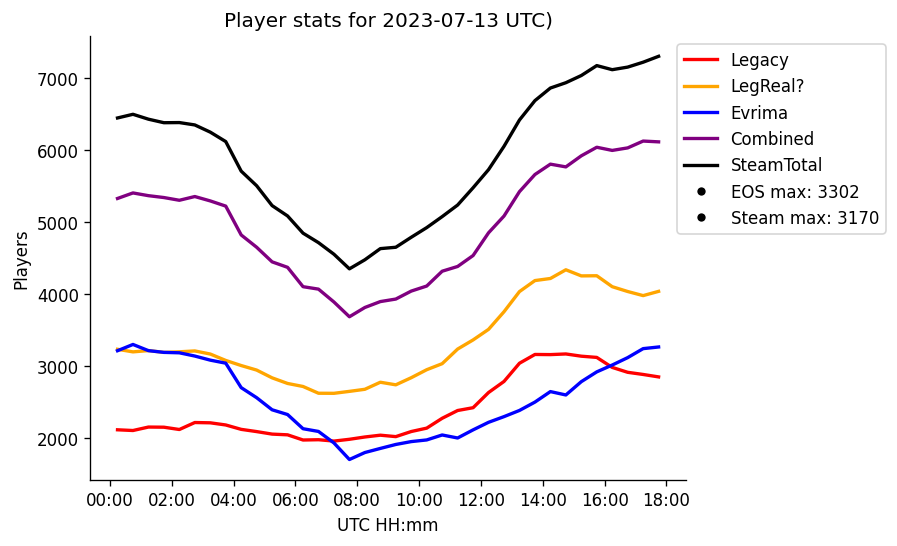 Player stats for 2023-07-13 UTC)
7000
6000
5000
4000
3000
2000
Players
00:00 02:00 04:00 06:00 08:00 10:00 12:00 14:00 16:00 18:00
UTC HH:mm
Legacy
LegReal?
Evrima
Combined
SteamTotal
EOS max: 3302
Steam max: 3170